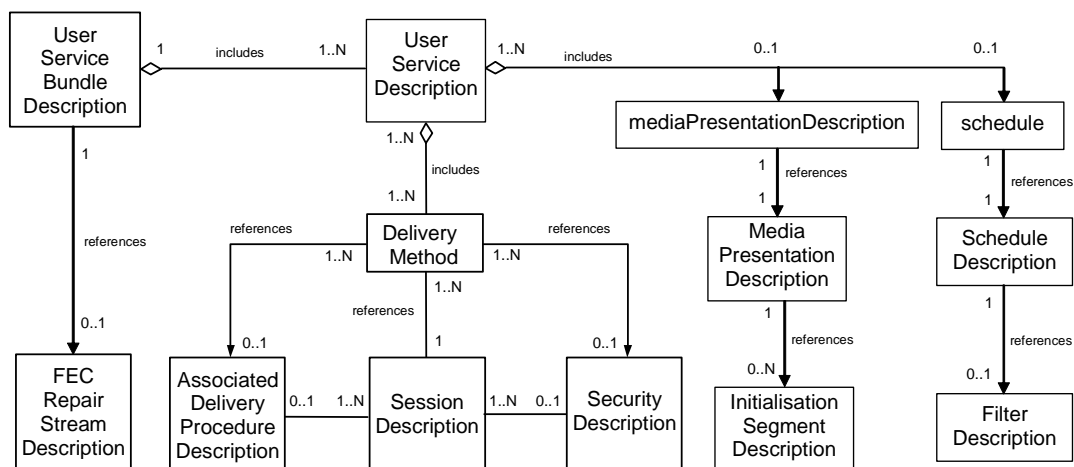 User
Service
Bundle
Description
1
includes
1..N
User
Service
Description
1..N
includes
0..1
0..1
mediaPresentationDescription
schedule
1
1..N
includes
1..N
1
references
1
1
references
1
references
references
1..N
Delivery
Method
1..N
references
Media
Presentation
Description
Schedule
Description
1..N
references
1
1
references
references
0..1
0..1
1
0..1
0..N
0..1
FEC
Repair
Stream
Description
Associated
Delivery
Procedure
Description
0..1
1..N
Session
Description
1..N
0..1
Security
Description
Initialisation
Segment
Description
Filter
Description